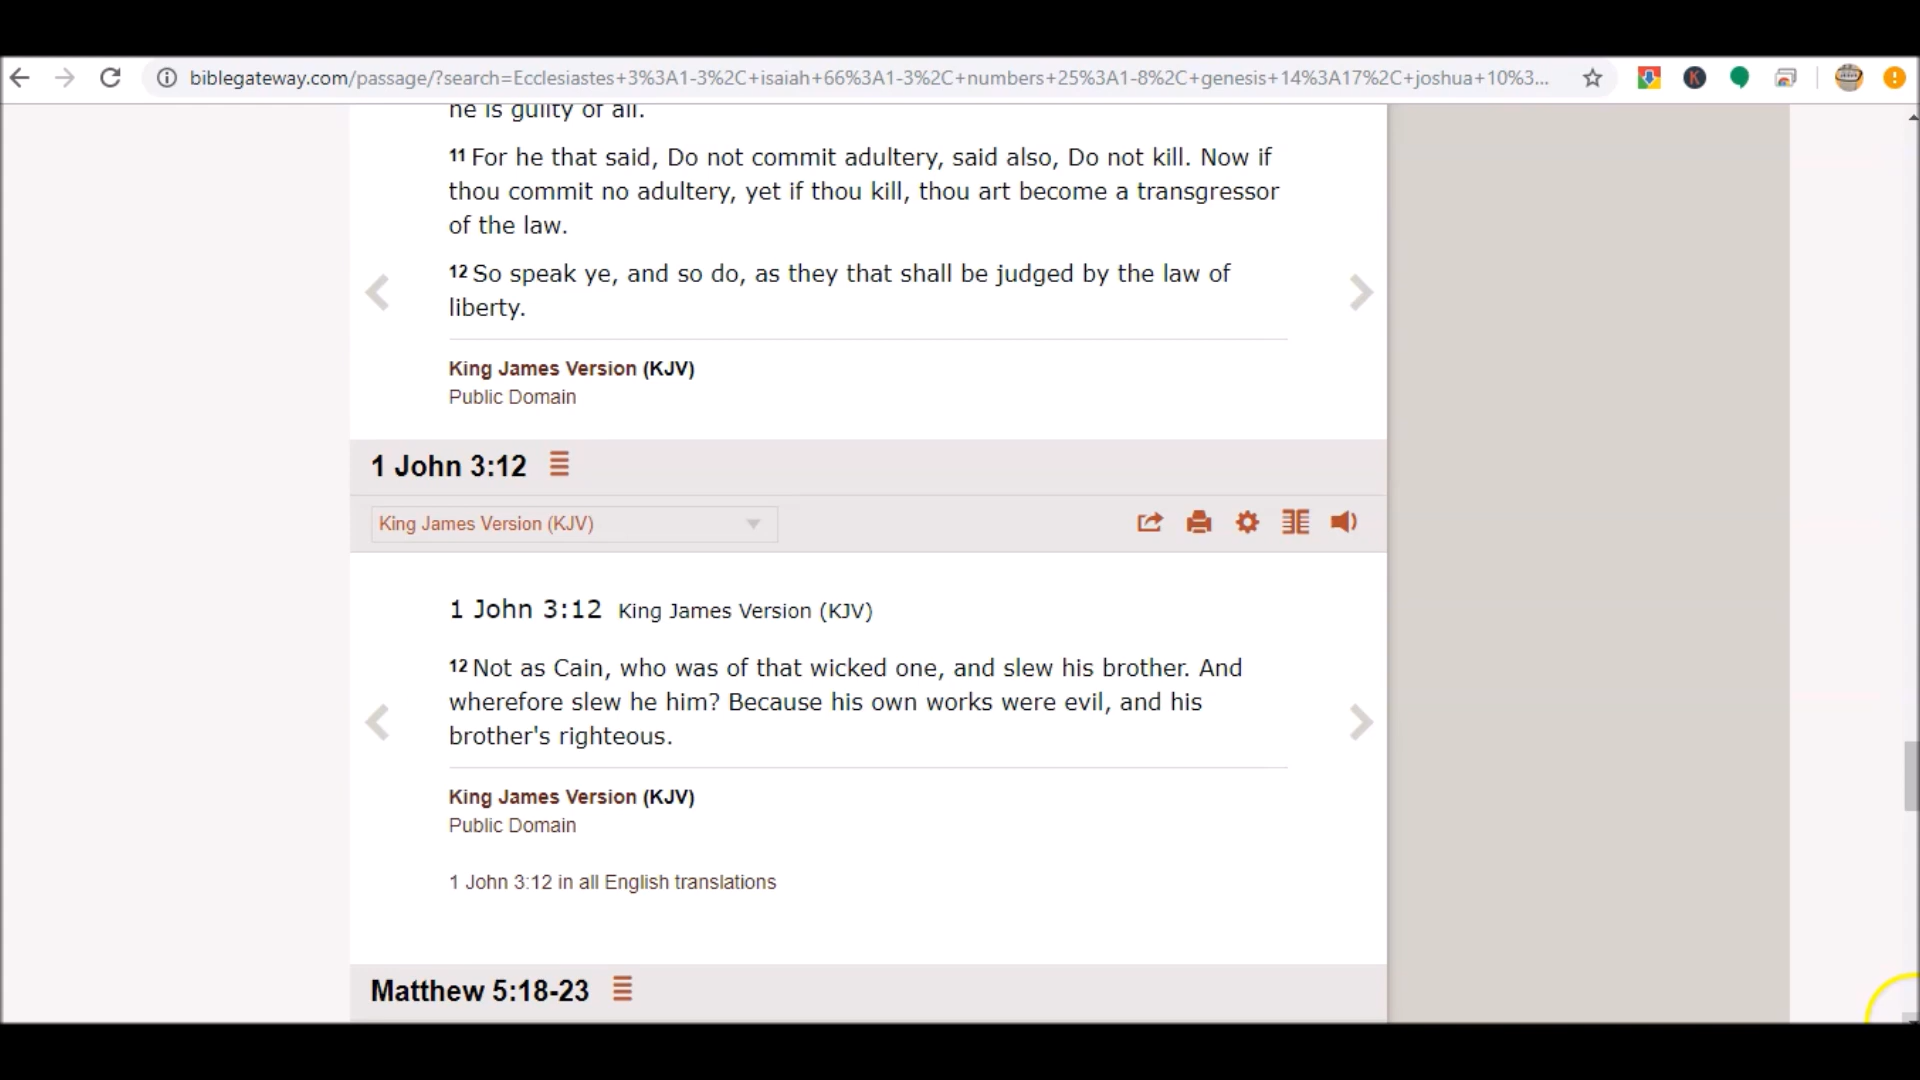 biblegateway.com/passage/?search=Ecclesiastes+3%3A1-3%2C+isaiah+66%3A1-3%2C+numbers+25%3A1-8%2C+genesis+14%3A17%2C+joshua+10%3...
he is guilty of all.
11 For he that said, Do not commit adultery, said also, Do not kill. Now if
thou commit no adultery, yet if thou kill, thou art become a transgressor
of the law.
12 So speak ye, and so do, as they that shall be judged by the law of
liberty.
King James Version (KJV)
Public Domain
1 John 3:12
King James Version (KJV)
1 John 3:12 King James Version (KJV)
12 Not as Cain, who was of that wicked one, and slew his brother. And
wherefore slew he him? Because his own works were evil, and his
brother's righteous.
King James Version (KJV)
Public Domain
1 John 3:12 in all English translations
Matthew 5:18-23